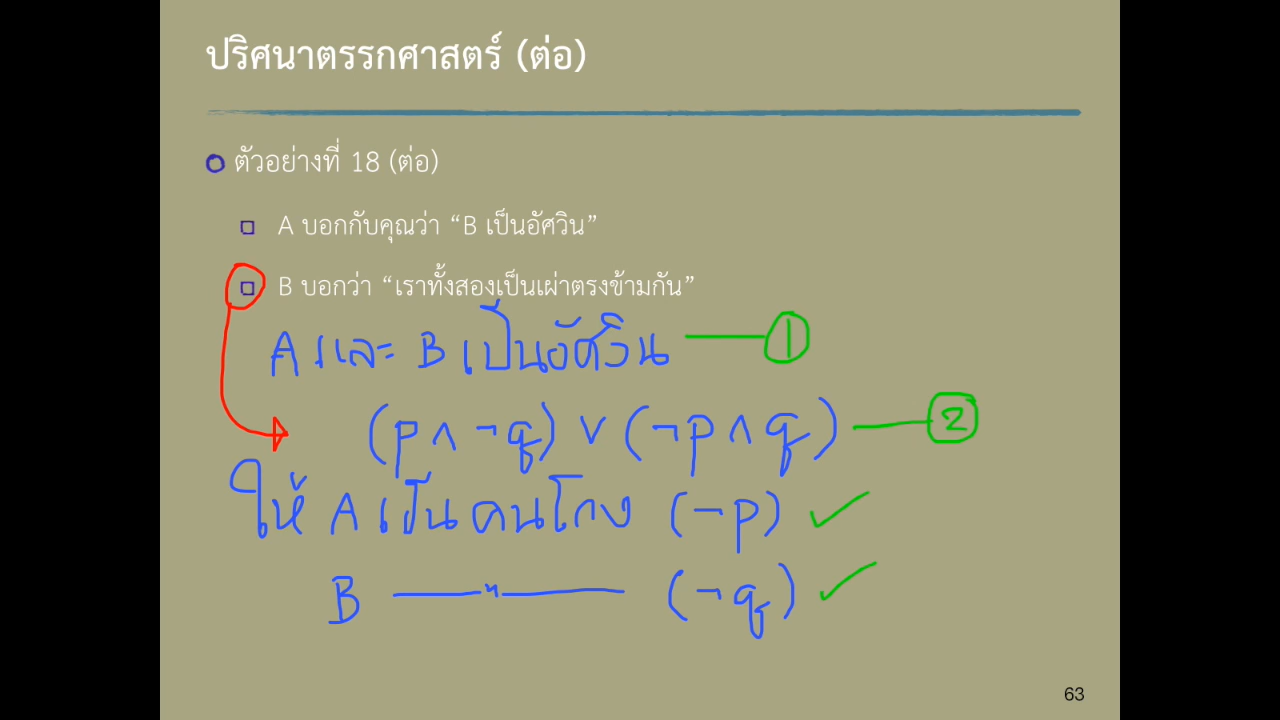 ปริศนาตรรกศาสตร์ (ต่อ)
ตัวอย่างที่ 18 (ต่อ)
A บอกกับคุณว่า “B เป็นอัศวิน”
B บอกว่า “เราทั้งสองเป็นเผ่าตรงข้ามกัน”
A และ B เป็นอัศวิน 1
(p ∧ ¬q) ∨ (¬p ∧ q) 2
ให้ A เป็นคนโกง (¬p) ✓
B —"— (¬q) ✓
63